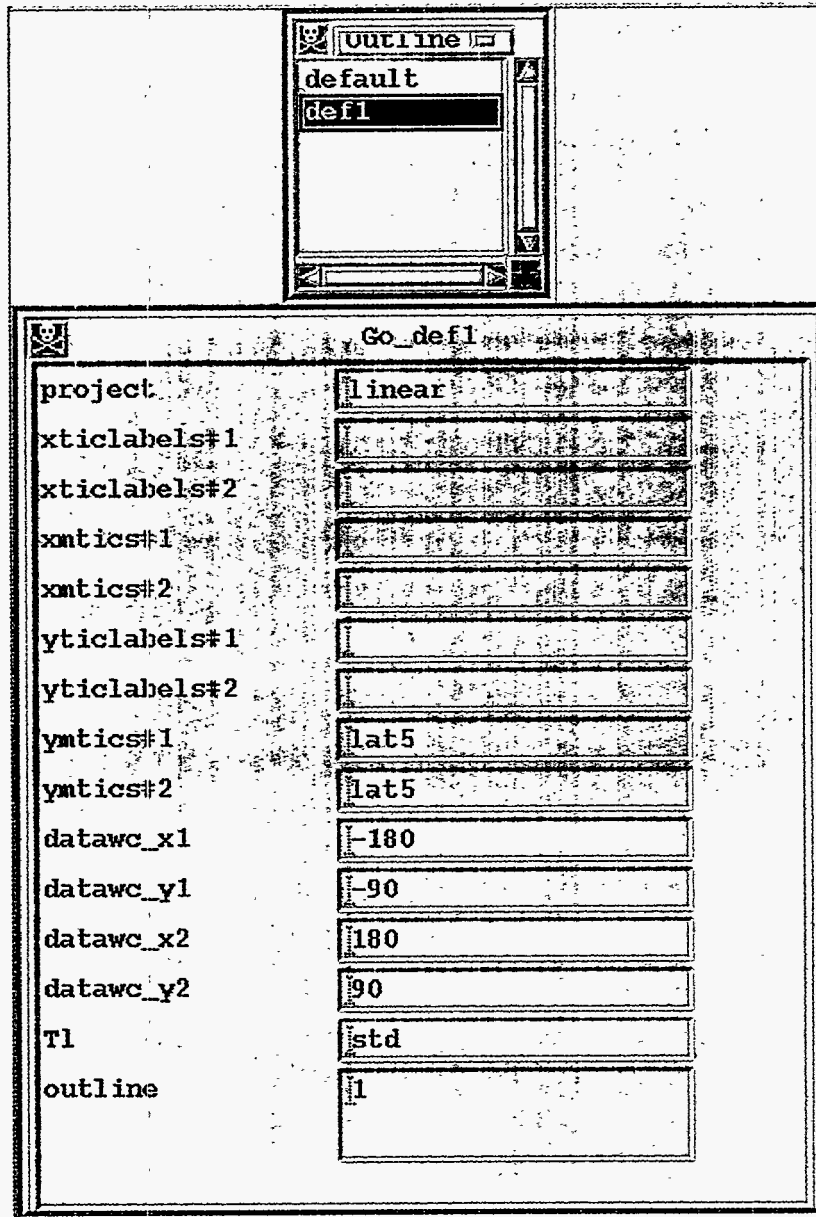 Outline
default
def1
Go_def1
project linear
xticlabels#1
xticlabels#2
xmtics#1
xmtics#2
yticlabels#1
yticlabels#2
ymtics#1 lat5
ymtics#2 lat5
datawc_x1 -180
datawc_y1 -90
datawc_x2 180
datawc_y2 90
Tl std
outline 1